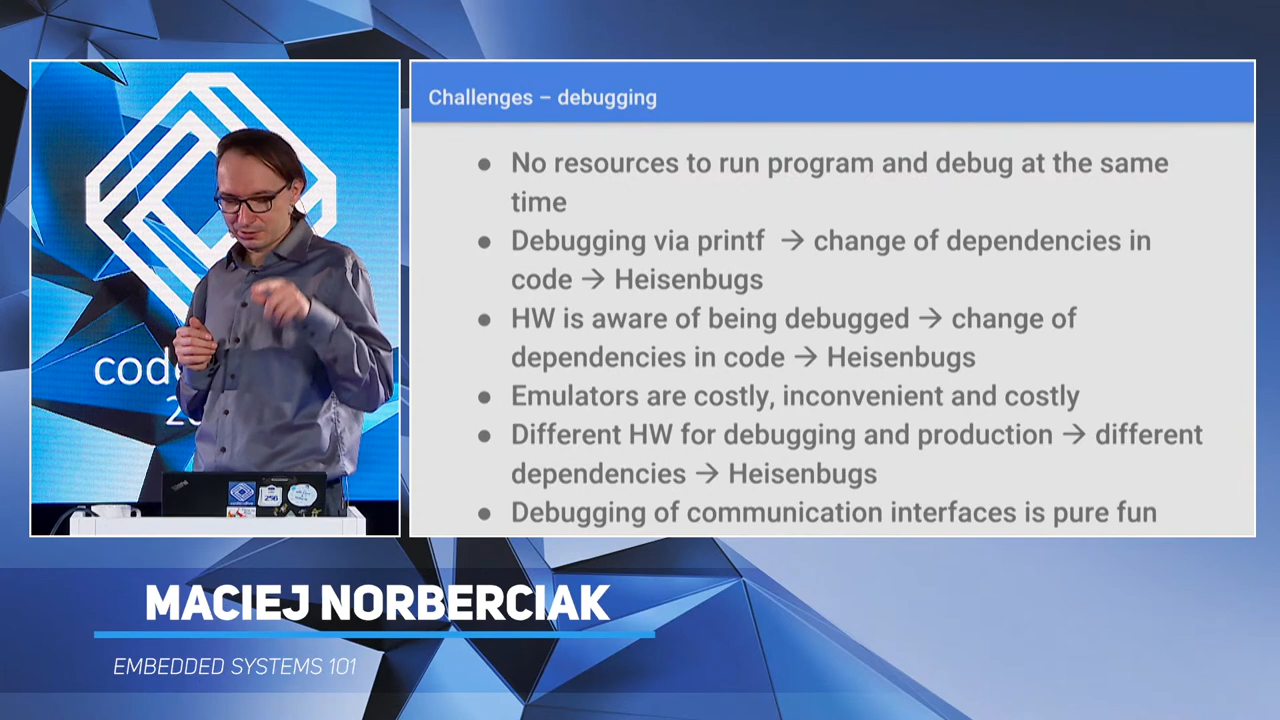 Challenges – debugging
● No resources to run program and debug at the same
time
● Debugging via printf → change of dependencies in
code → Heisenbugs
● HW is aware of being debugged → change of
dependencies in code → Heisenbugs
● Emulators are costly, inconvenient and costly
● Different HW for debugging and production → different
dependencies → Heisenbugs
● Debugging of communication interfaces is pure fun
MACIEJ NORBERCIAK
EMBEDDED SYSTEMS 101